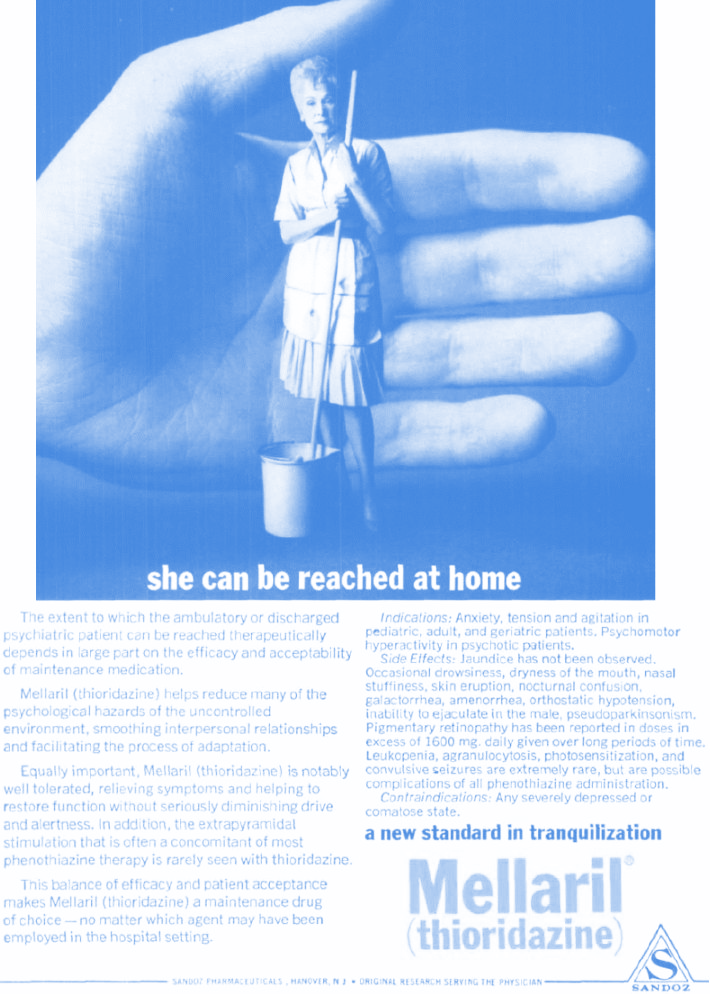 she can be reached at home
The extent to which the ambulatory or discharged
psychiatric patient can be reached therapeutically
depends in large part on the efficacy and acceptability
of maintenance medication.
Mellaril (thioridazine) helps reduce many of the
psychological hazards of the uncontrolled
environment, smoothing interpersonal relationships
and facilitating the process of adaptation.
Equally important, Mellaril (thioridazine) is notably
well tolerated, relieving symptoms and helping to
restore function without seriously diminishing drive
and alertness. In addition, the extrapyramidal
stimulation that is often a concomitant of most
phenothiazine therapy is rarely seen with thioridazine.
This balance of efficacy and patient acceptance
makes Mellaril (thioridazine) a maintenance drug
of choice — no matter which agent may have been
employed in the hospital setting.
Indications: Anxiety, tension and agitation in
pediatric, adult, and geriatric patients. Psychomotor
hyperactivity in psychotic patients.
Side Effects: Jaundice has not been observed.
Occasional drowsiness, dryness of the mouth, nasal
stuffiness, skin eruption, nocturnal confusion,
galactorrhea, amenorrhea, orthostatic hypotension,
inability to ejaculate in the male, pseudoparkinsonism.
Pigmentary retinopathy has been reported in doses in
excess of 1600 mg. daily given over long periods of time.
Leukopenia, agranulocytosis, photosensitization, and
convulsive seizures are extremely rare, but are possible
complications of all phenothiazine administration.
Contraindications: Any severely depressed or
comatose state.
a new standard in tranquilization
Mellaril®
(thioridazine)
S
SANDOZ
SANDOZ PHARMACEUTICALS, HANOVER, N J • ORIGINAL RESEARCH SERVING THE PHYSICIAN